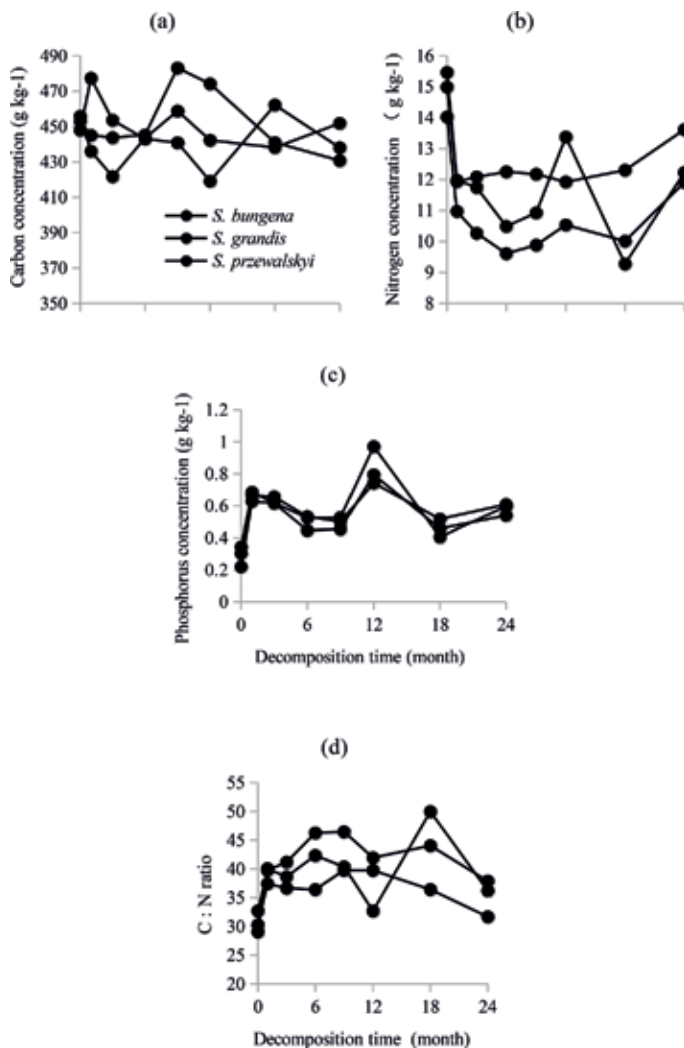 (a)
490
470
450
430
410
390
370
350
Carbon concentration (g kg-1)
S. bungena
S. grandis
S. przewalskyi
(b)
16
15
14
13
12
11
10
9
8
Nitrogen concentration ( g kg-1)
(c)
1.2
1
0.8
0.6
0.4
0.2
0
Phosphorus concentration (g kg-1)
0 6 12 18 24
Decomposition time (month)
(d)
55
50
45
40
35
30
25
20
C : N ratio
0 6 12 18 24
Decomposition time (month)